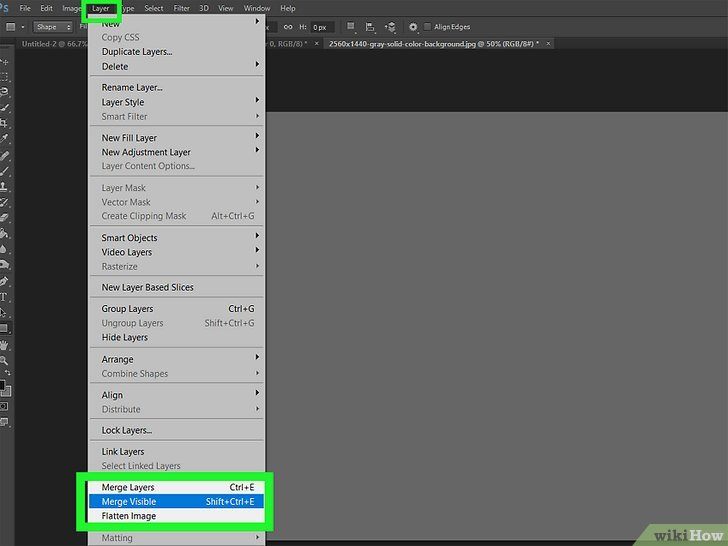 Ps File Edit Image Layer Type Select Filter 3D View Window Help
Shape H: 0 px Align Edges
Untitled-2 @ 66.7 r 0, RGB/8) * × 2560x1440-gray-solid-color-background.jpg @ 50% (RGB/8#) * ×
New
Copy CSS
Duplicate Layers...
Delete
Rename Layer...
Layer Style
Smart Filter
New Fill Layer
New Adjustment Layer
Layer Content Options...
Layer Mask
Vector Mask
Create Clipping Mask Alt+Ctrl+G
Smart Objects
Video Layers
Rasterize
New Layer Based Slices
Group Layers Ctrl+G
Ungroup Layers Shift+Ctrl+G
Hide Layers
Arrange
Combine Shapes
Align
Distribute
Lock Layers...
Link Layers
Select Linked Layers
Merge Layers Ctrl+E
Merge Visible Shift+Ctrl+E
Flatten Image
Matting
wikiHow